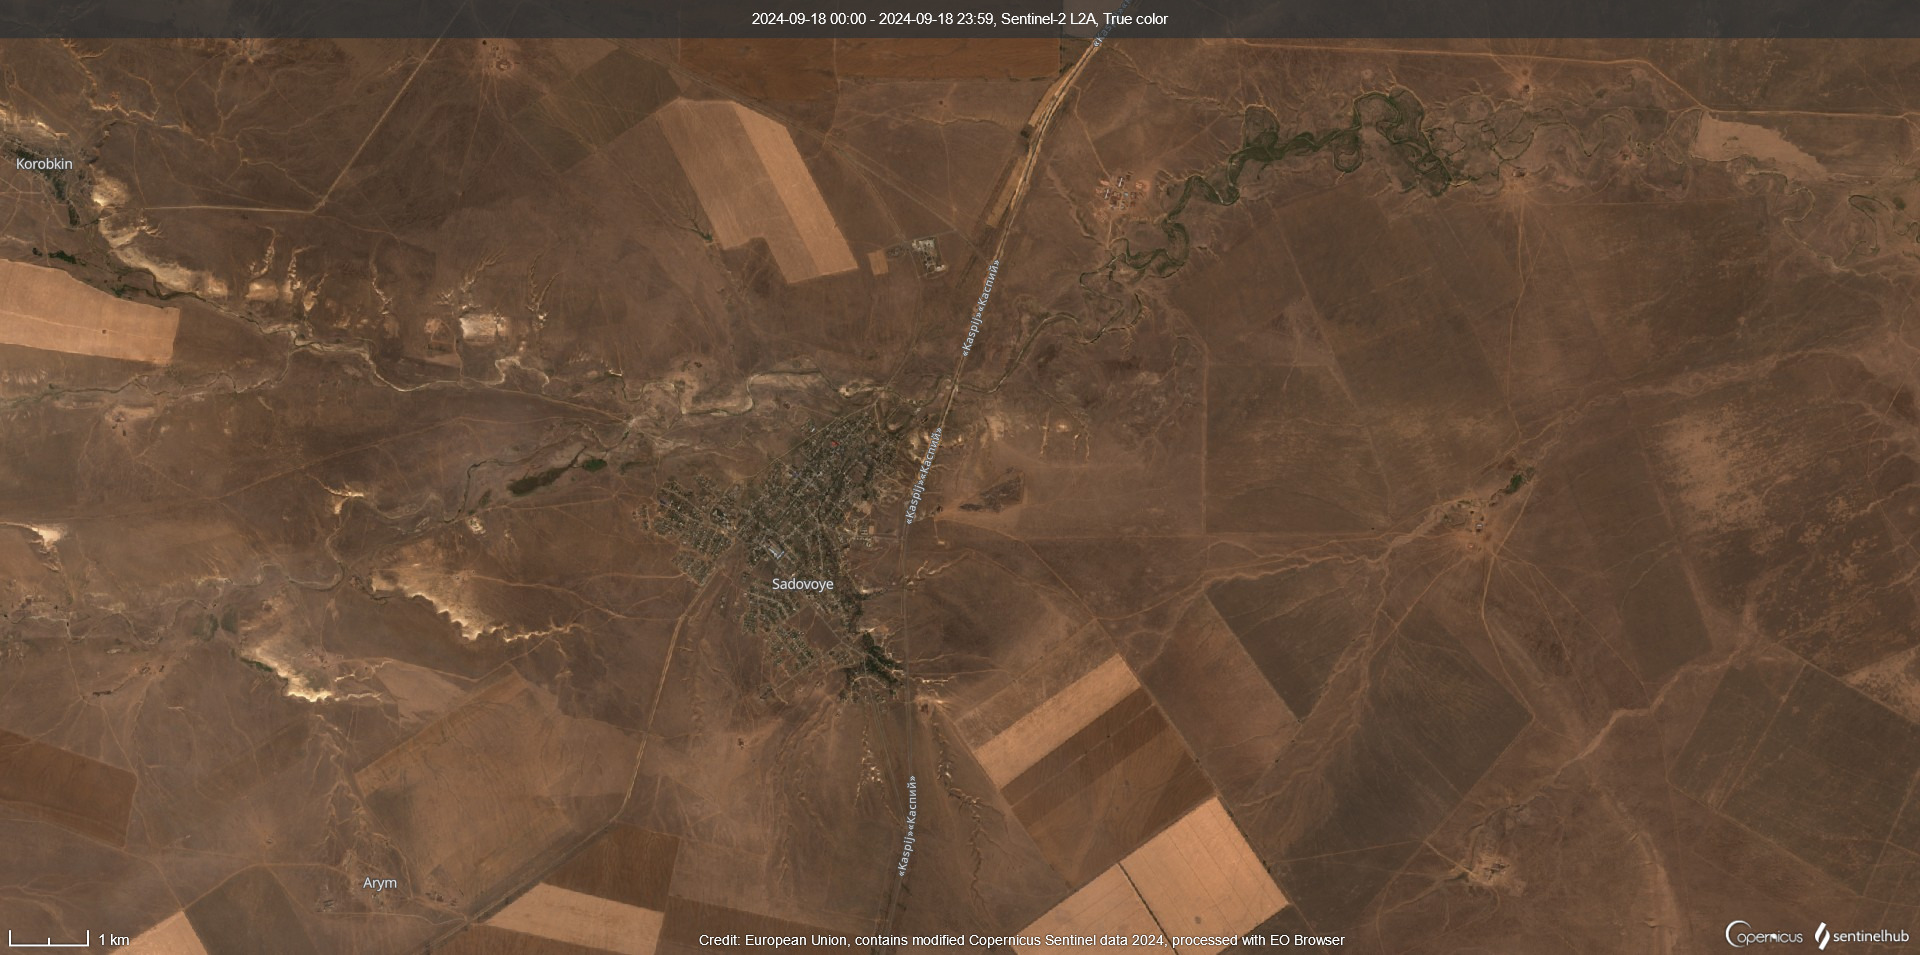 2024-09-18 00:00 - 2024-09-18 23:59, Sentinel-2 L2A, True color
Korobkin
«Kaspij»«Каспий»
«Kaspij»«Каспий»
Sadovoye
«Kaspij»«Каспий»
Arym
1 km
Credit: European Union, contains modified Copernicus Sentinel data 2024, processed with EO Browser
Copernicus
sentinelhub